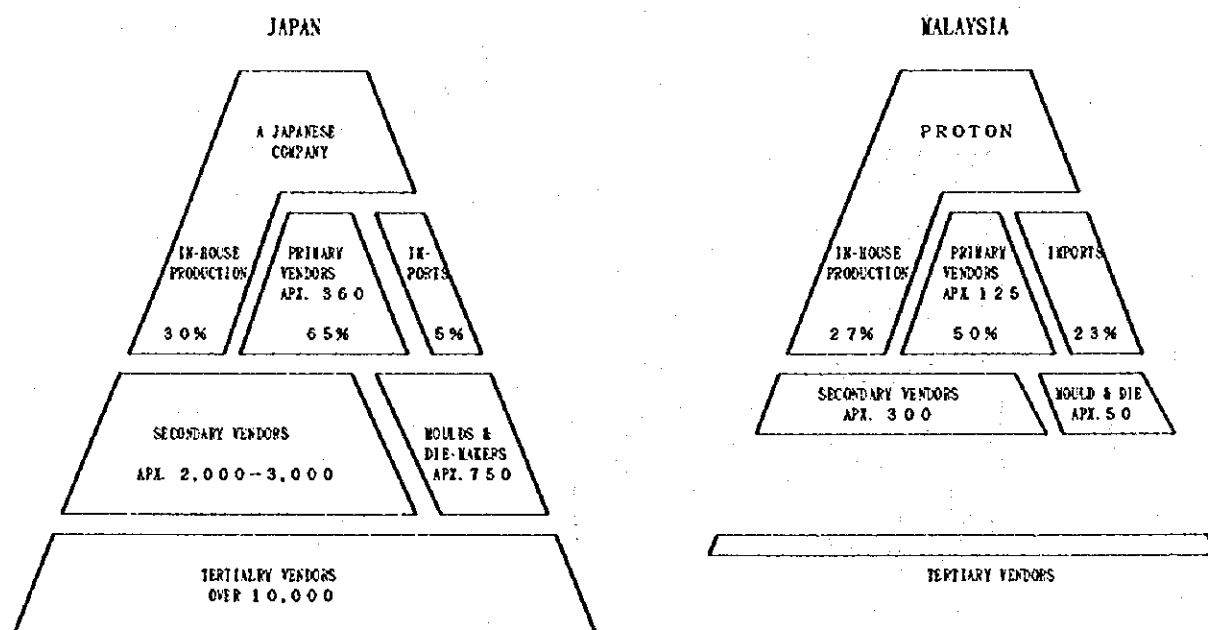 JAPAN
A JAPANESE
COMPANY
IN-HOUSE
PRODUCTION
30%
PRIMARY
VENDORS
APX. 360
65%
IM-
PORTS
5%
SECONDARY VENDORS
APX. 2,000-3,000
MOULDS &
DIE-MAKERS
APX. 750
TERTIALRY VENDORS
OVER 10,000
MALAYSIA
PROTON
IN-HOUSE
PRODUCTION
27%
PRIMARY
VENDORS
APX. 125
50%
IMPORTS
23%
SECONDARY VENDORS
APX. 300
MOULD & DIE
APX. 50
TERTIARY VENDORS